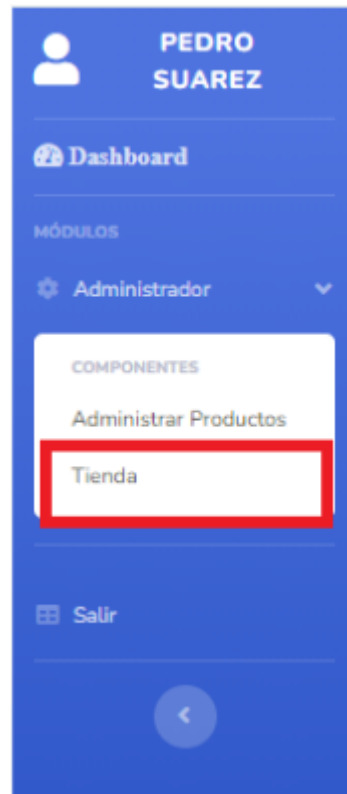 PEDRO
SUAREZ
Dashboard
MÓDULOS
Administrador
COMPONENTES
Administrar Productos
Tienda
Salir